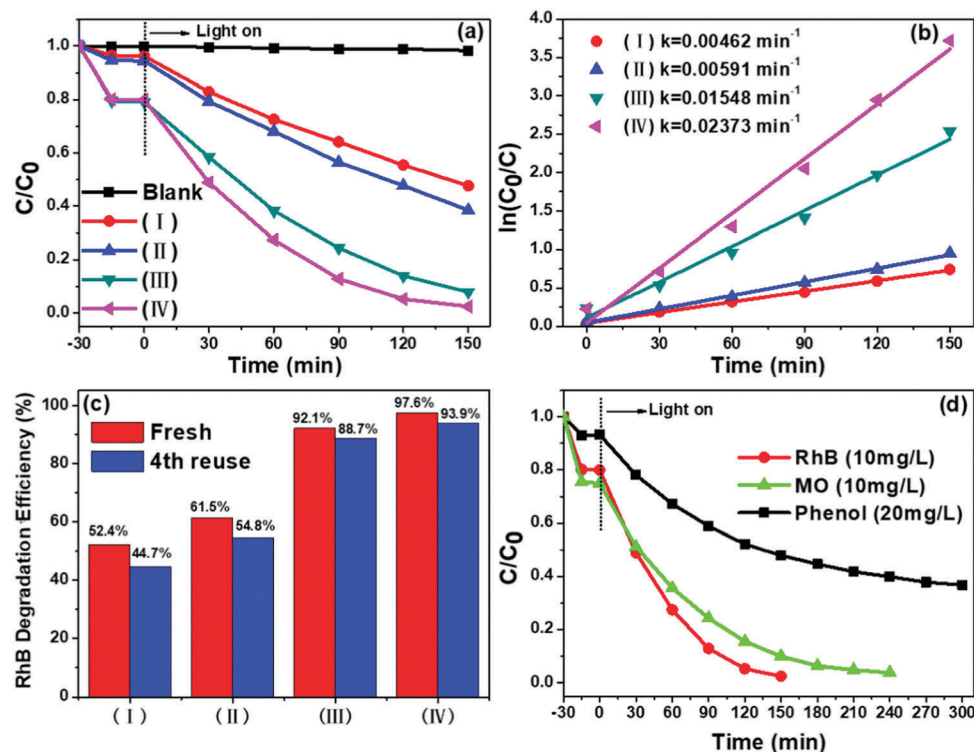 (a)
Light on
1.0
0.8
0.6
0.4
0.2
0.0
C/C0
Blank
(Ⅰ)
(Ⅱ)
(Ⅲ)
(Ⅳ)
-30 0 30 60 90 120 150
Time (min)
(b)
4.0
3.5
3.0
2.5
2.0
1.5
1.0
0.5
0.0
ln(C0/C)
(Ⅰ) k=0.00462 min-1
(Ⅱ) k=0.00591 min-1
(Ⅲ) k=0.01548 min-1
(Ⅳ) k=0.02373 min-1
0 30 60 90 120 150
Time (min)
(c)
100
80
60
40
20
0
RhB Degradation Efficiency (%)
Fresh
4th reuse
52.4%
44.7%
61.5%
54.8%
92.1%
88.7%
97.6%
93.9%
(Ⅰ) (Ⅱ) (Ⅲ) (Ⅳ)
(d)
Light on
1.0
0.8
0.6
0.4
0.2
0.0
C/C0
RhB (10mg/L)
MO (10mg/L)
Phenol (20mg/L)
-30 0 30 60 90 120 150 180 210 240 270 300
Time (min)